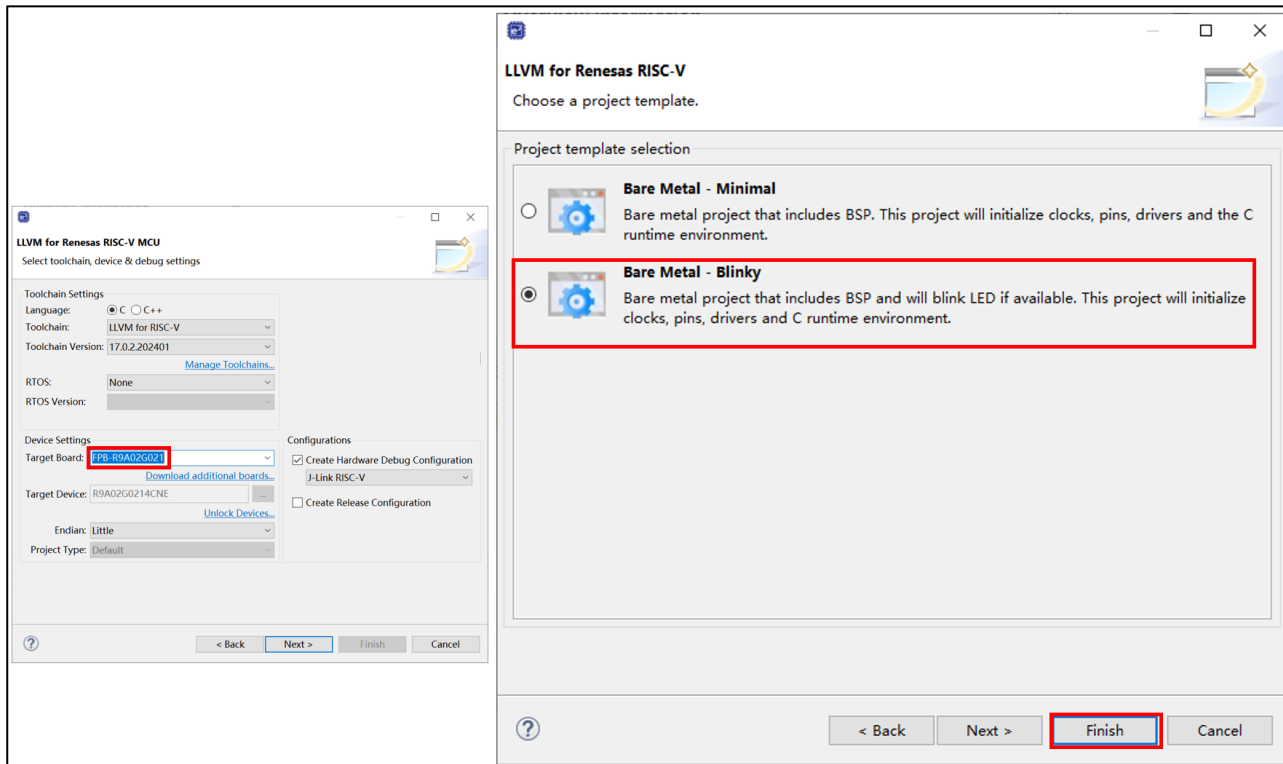 LLVM for Renesas RISC-V MCU
Select toolchain, device & debug settings
Toolchain Settings
Language: C C++
Toolchain: LLVM for RISC-V
Toolchain Version: 17.0.2.202401
Manage Toolchains...
RTOS: None
RTOS Version:
Device Settings
Target Board: FPB-R9A02G021
Download additional boards...
Target Device: R9A02G0214CNE ...
Unlock Devices...
Endian: Little
Project Type: Default
Configurations
Create Hardware Debug Configuration
J-Link RISC-V
Create Release Configuration
? < Back Next > Finish Cancel
LLVM for Renesas RISC-V
Choose a project template.
Project template selection
Bare Metal - Minimal
Bare metal project that includes BSP. This project will initialize clocks, pins, drivers and the C
runtime environment.
Bare Metal - Blinky
Bare metal project that includes BSP and will blink LED if available. This project will initialize
clocks, pins, drivers and C runtime environment.
? < Back Next > Finish Cancel